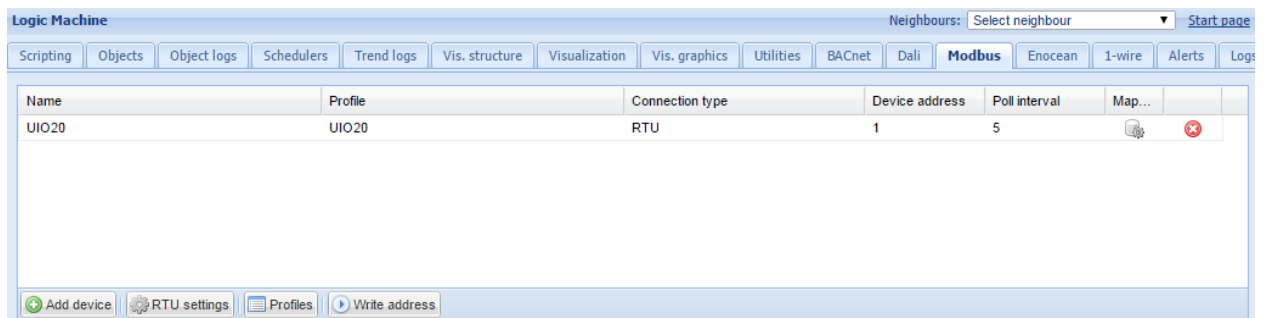 Logic Machine Neighbours: Select neighbour Start page
Scripting Objects Object logs Schedulers Trend logs Vis. structure Visualization Vis. graphics Utilities BACnet Dali Modbus Enocean 1-wire Alerts Logs
Name Profile Connection type Device address Poll interval Map...
UIO20 UIO20 RTU 1 5
Add device RTU settings Profiles Write address